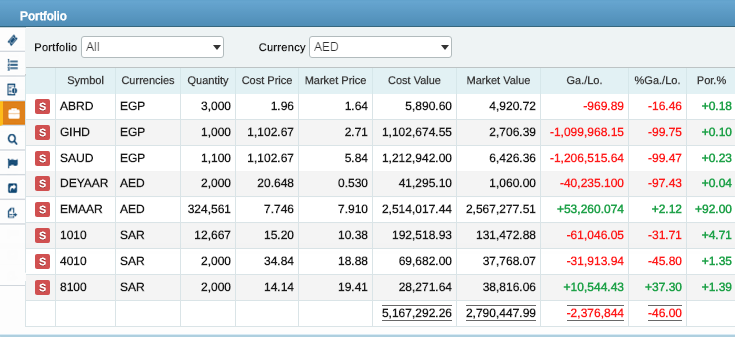 Portfolio
Portfolio All Currency AED
Symbol Currencies Quantity Cost Price Market Price Cost Value Market Value Ga./Lo. %Ga./Lo. Por.%
S ABRD EGP 3,000 1.96 1.64 5,890.60 4,920.72 -969.89 -16.46 +0.18
S GIHD EGP 1,000 1,102.67 2.71 1,102,674.55 2,706.39 -1,099,968.15 -99.75 +0.10
S SAUD EGP 1,100 1,102.67 5.84 1,212,942.00 6,426.36 -1,206,515.64 -99.47 +0.23
S DEYAAR AED 2,000 20.648 0.530 41,295.10 1,060.00 -40,235.100 -97.43 +0.04
S EMAAR AED 324,561 7.746 7.910 2,514,017.44 2,567,277.51 +53,260.074 +2.12 +92.00
S 1010 SAR 12,667 15.20 10.38 192,518.93 131,472.88 -61,046.05 -31.71 +4.71
S 4010 SAR 2,000 34.84 18.88 69,682.00 37,768.07 -31,913.94 -45.80 +1.35
S 8100 SAR 2,000 14.14 19.41 28,271.64 38,816.06 +10,544.43 +37.30 +1.39
5,167,292.26 2,790,447.99 -2,376,844 -46.00